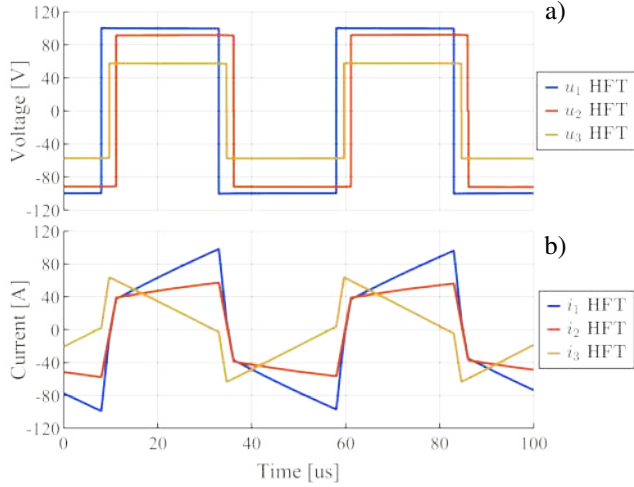 a)
Voltage [V]
120
80
40
0
-40
-80
-120
u₁ HFT
u₂ HFT
u₃ HFT
b)
Current [A]
120
80
40
0
-40
-80
-120
i₁ HFT
i₂ HFT
i₃ HFT
0 20 40 60 80 100
Time [us]